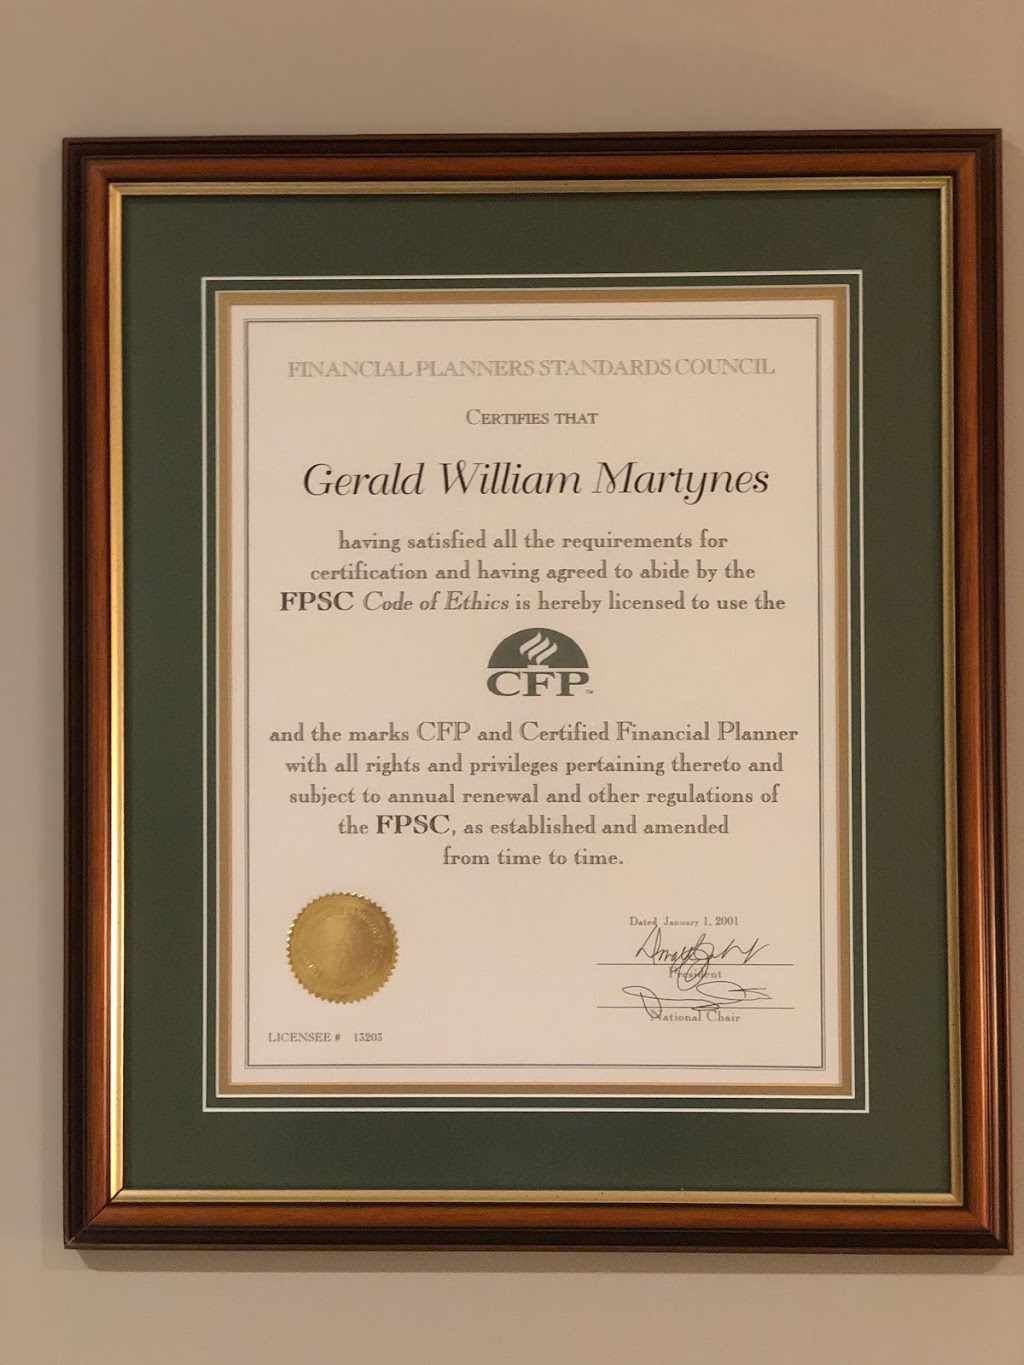 FINANCIAL PLANNERS STANDARDS COUNCIL
CERTIFIES THAT
Gerald William Martynes
having satisfied all the requirements for
certification and having agreed to abide by the
FPSC Code of Ethics is hereby licensed to use the
CFP™
and the marks CFP and Certified Financial Planner
with all rights and privileges pertaining thereto and
subject to annual renewal and other regulations of
the FPSC, as established and amended
from time to time.
Dated January 1, 2001
President
National Chair
LICENSEE # 13203